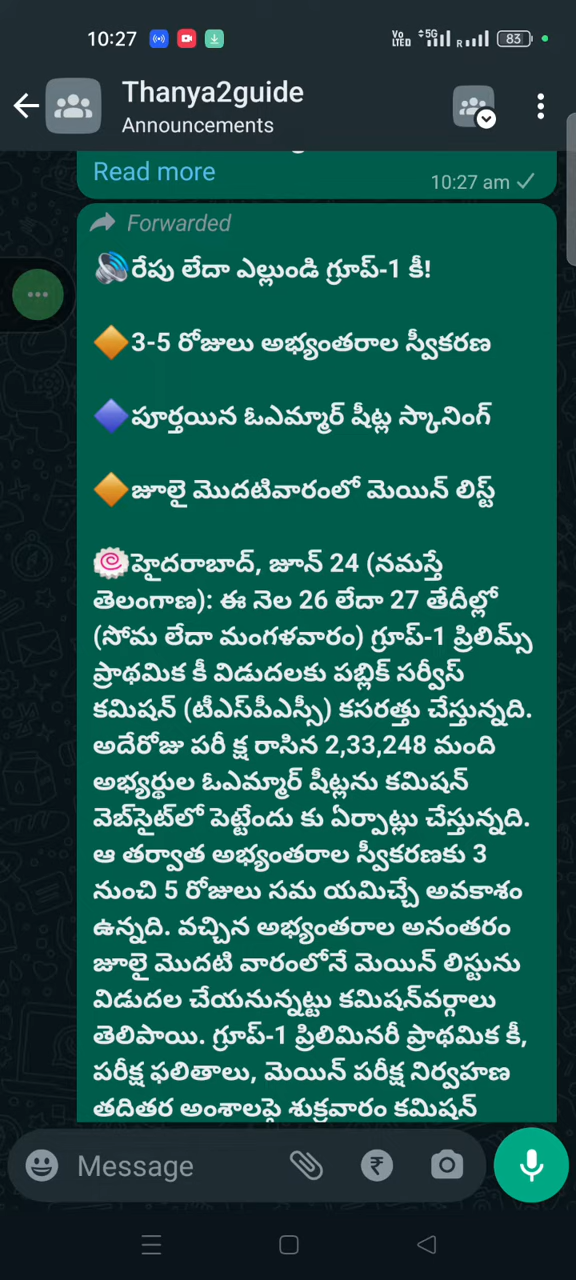 10:27
Vo LTED 5G R 83
Thanya2guide
Announcements
Read more
10:27 am
Forwarded
రేపు లేదా ఎల్లుండి గ్రూప్-1 కీ!
3-5 రోజులు అభ్యంతరాల స్వీకరణ
పూర్తయిన ఓఎమ్మార్ షీట్ల స్కానింగ్
జూలై మొదటివారంలో మెయిన్ లిస్ట్
హైదరాబాద్, జూన్ 24 (నమస్తే
తెలంగాణ): ఈ నెల 26 లేదా 27 తేదీల్లో
(సోమ లేదా మంగళవారం) గ్రూప్-1 ప్రిలిమ్స్
ప్రాథమిక కీ విడుదలకు పబ్లిక్ సర్వీస్
కమిషన్ (టీఎస్‌పీఎస్సీ) కసరత్తు చేస్తున్నది.
అదేరోజు పరీ క్ష రాసిన 2,33,248 మంది
అభ్యర్థుల ఓఎమ్మార్ షీట్లను కమిషన్
వెబ్‌సైట్‌లో పెట్టేందు కు ఏర్పాట్లు చేస్తున్నది.
ఆ తర్వాత అభ్యంతరాల స్వీకరణకు 3
నుంచి 5 రోజులు సమ యమిచ్చే అవకాశం
ఉన్నది. వచ్చిన అభ్యంతరాల అనంతరం
జూలై మొదటి వారంలోనే మెయిన్ లిస్టును
విడుదల చేయనున్నట్టు కమిషన్‌వర్గాలు
తెలిపాయి. గ్రూప్-1 ప్రిలిమినరీ ప్రాథమిక కీ,
పరీక్ష ఫలితాలు, మెయిన్ పరీక్ష నిర్వహణ
తదితర అంశాలపై శుక్రవారం కమిషన్
Message